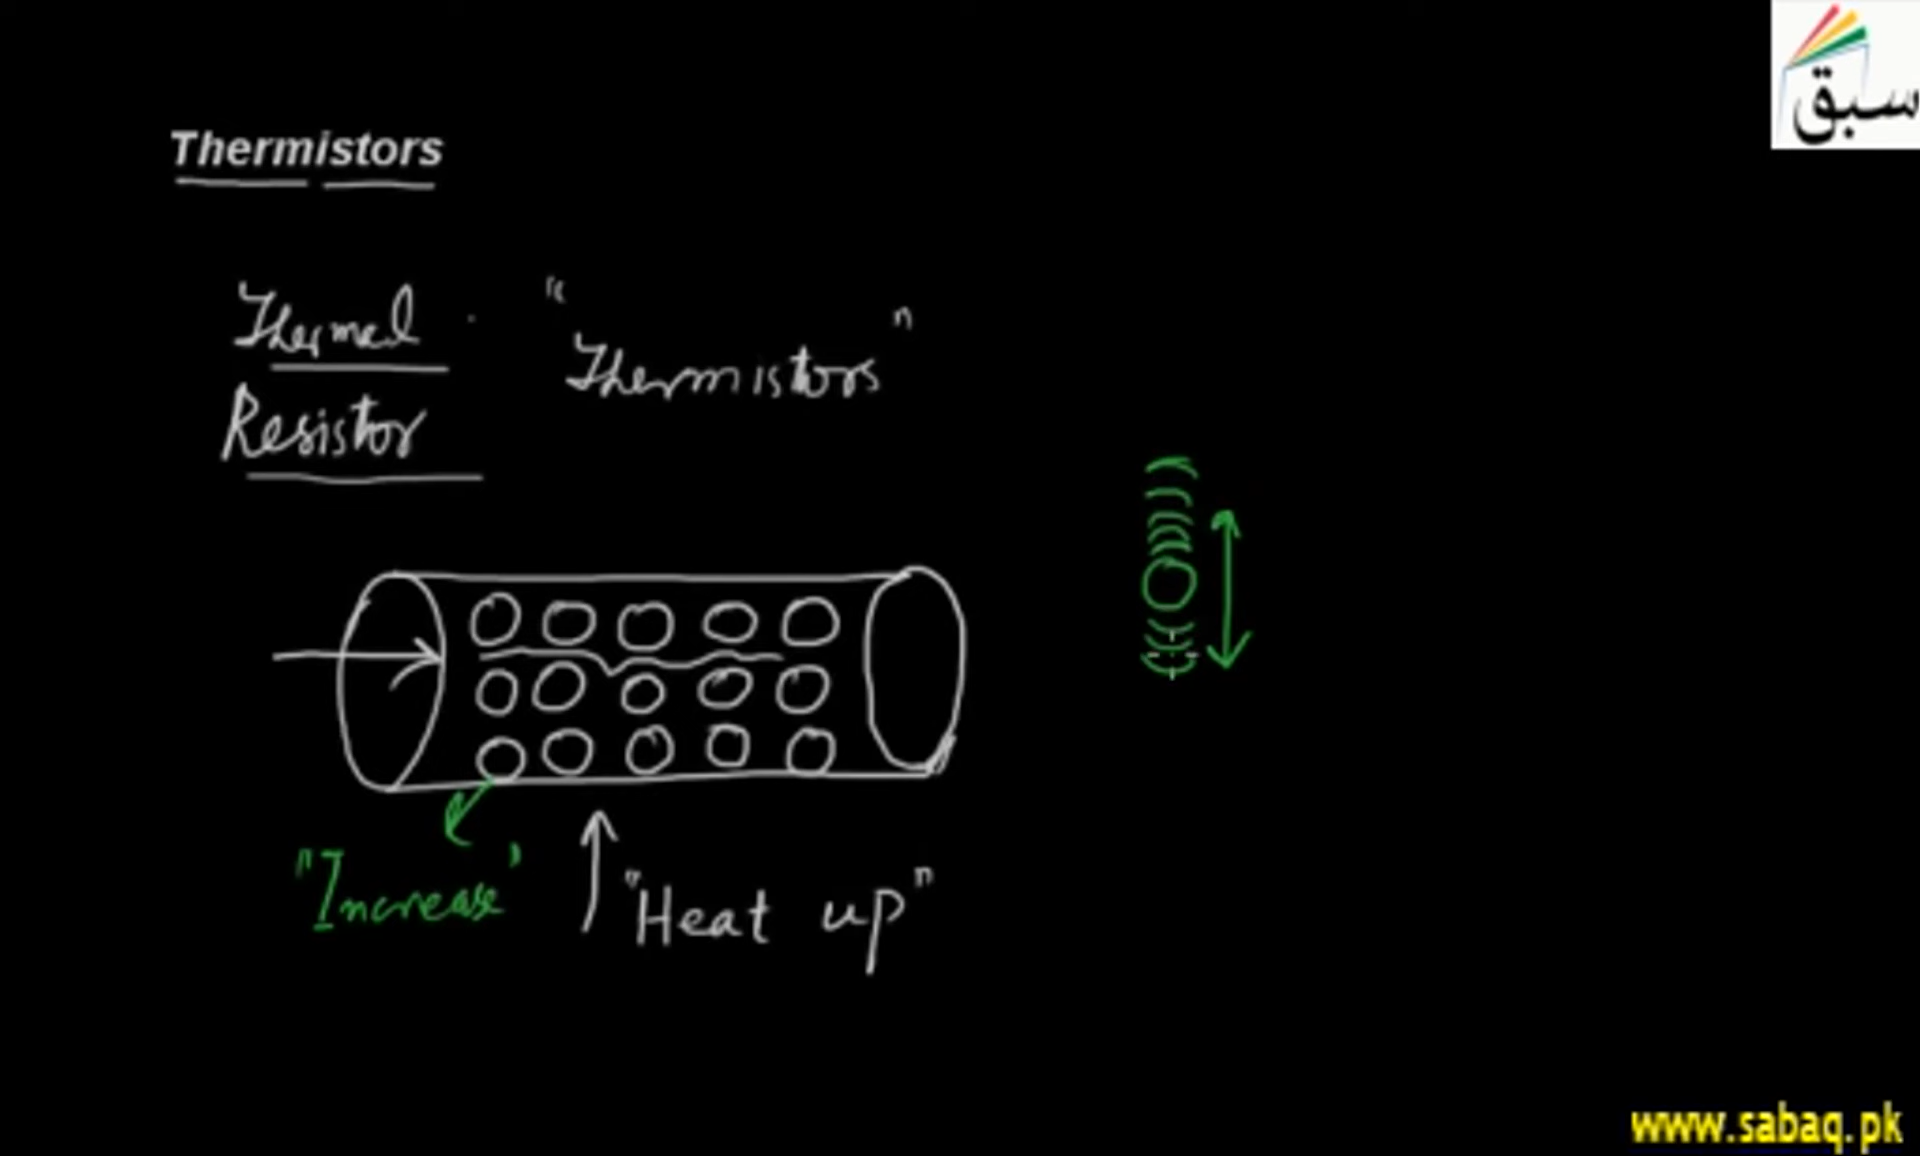 سبق
Thermistors
Thermal
Resistor
"Thermistors"
"Increase"
"Heat up"
www.sabaq.pk